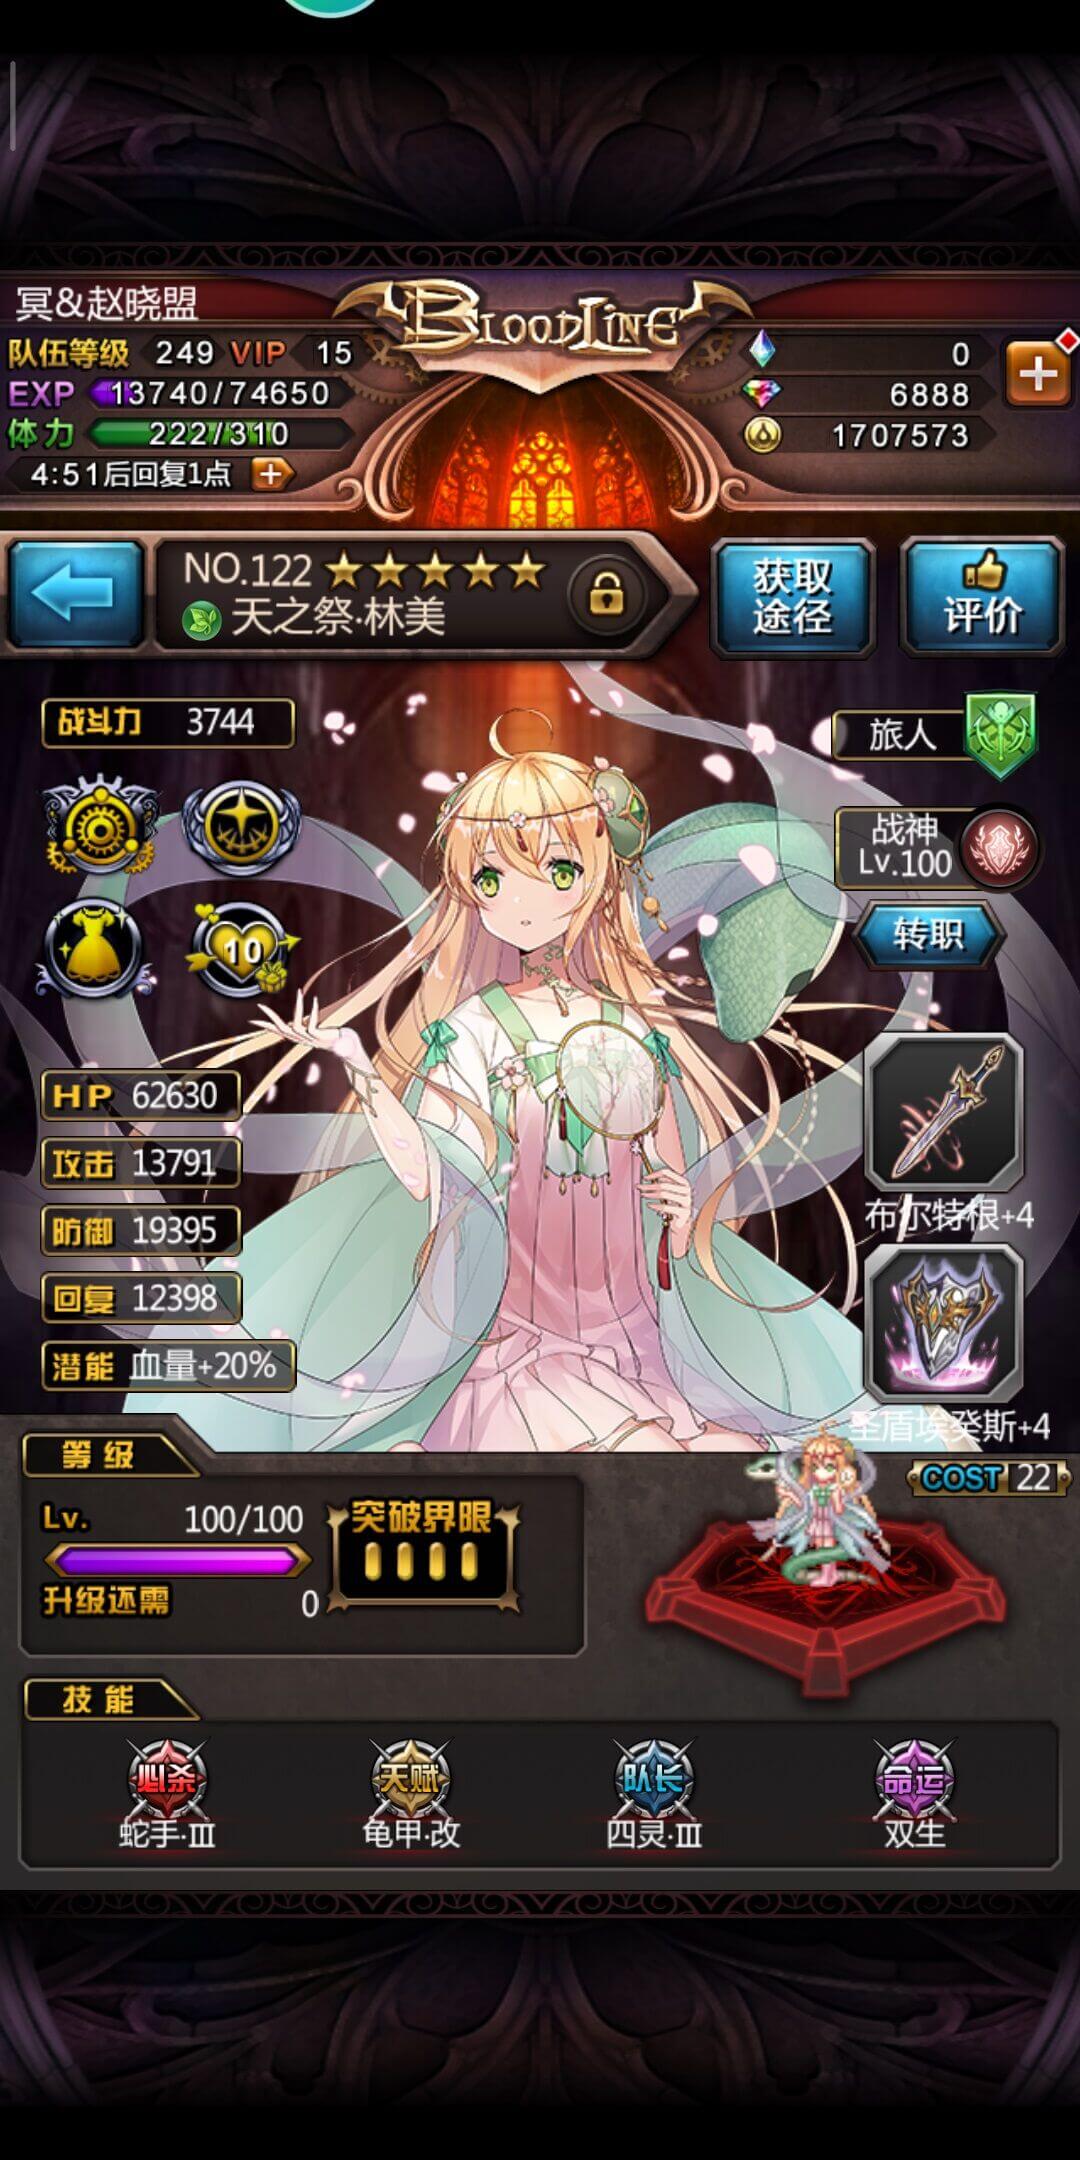 冥&赵晓盟
BLOODLINE
队伍等级 249 VIP 15
0
EXP 13740/74650
6888
体力 222/310
1707573
4:51后回复1点
NO.122
天之祭·林美
获取
途径
评价
战斗力 3744
旅人
战神
Lv.100
转职
10
HP 62630
攻击 13791
防御 19395
回复 12398
潜能 血量+20%
布尔特根+4
圣盾埃癸斯+4
等级
COST 22
Lv. 100/100
突破界限
升级还需 0
技能
必杀
天赋
队长
命运
蛇手·Ⅲ
龟甲·改
四灵·Ⅲ
双生